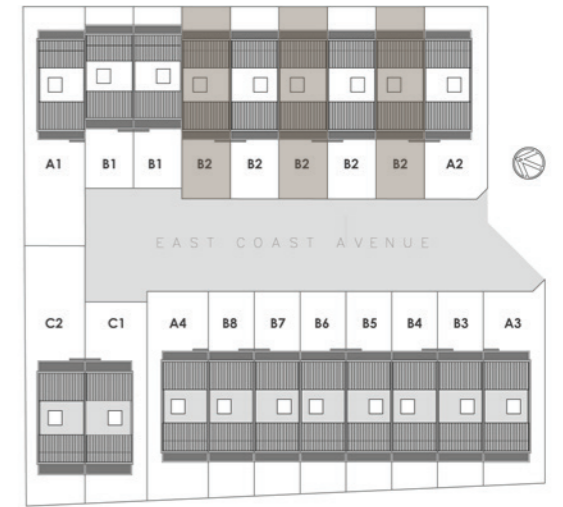 A1 B1 B1 B2 B2 B2 B2 B2 A2
EAST COAST AVENUE
C2 C1 A4 B8 B7 B6 B5 B4 B3 A3